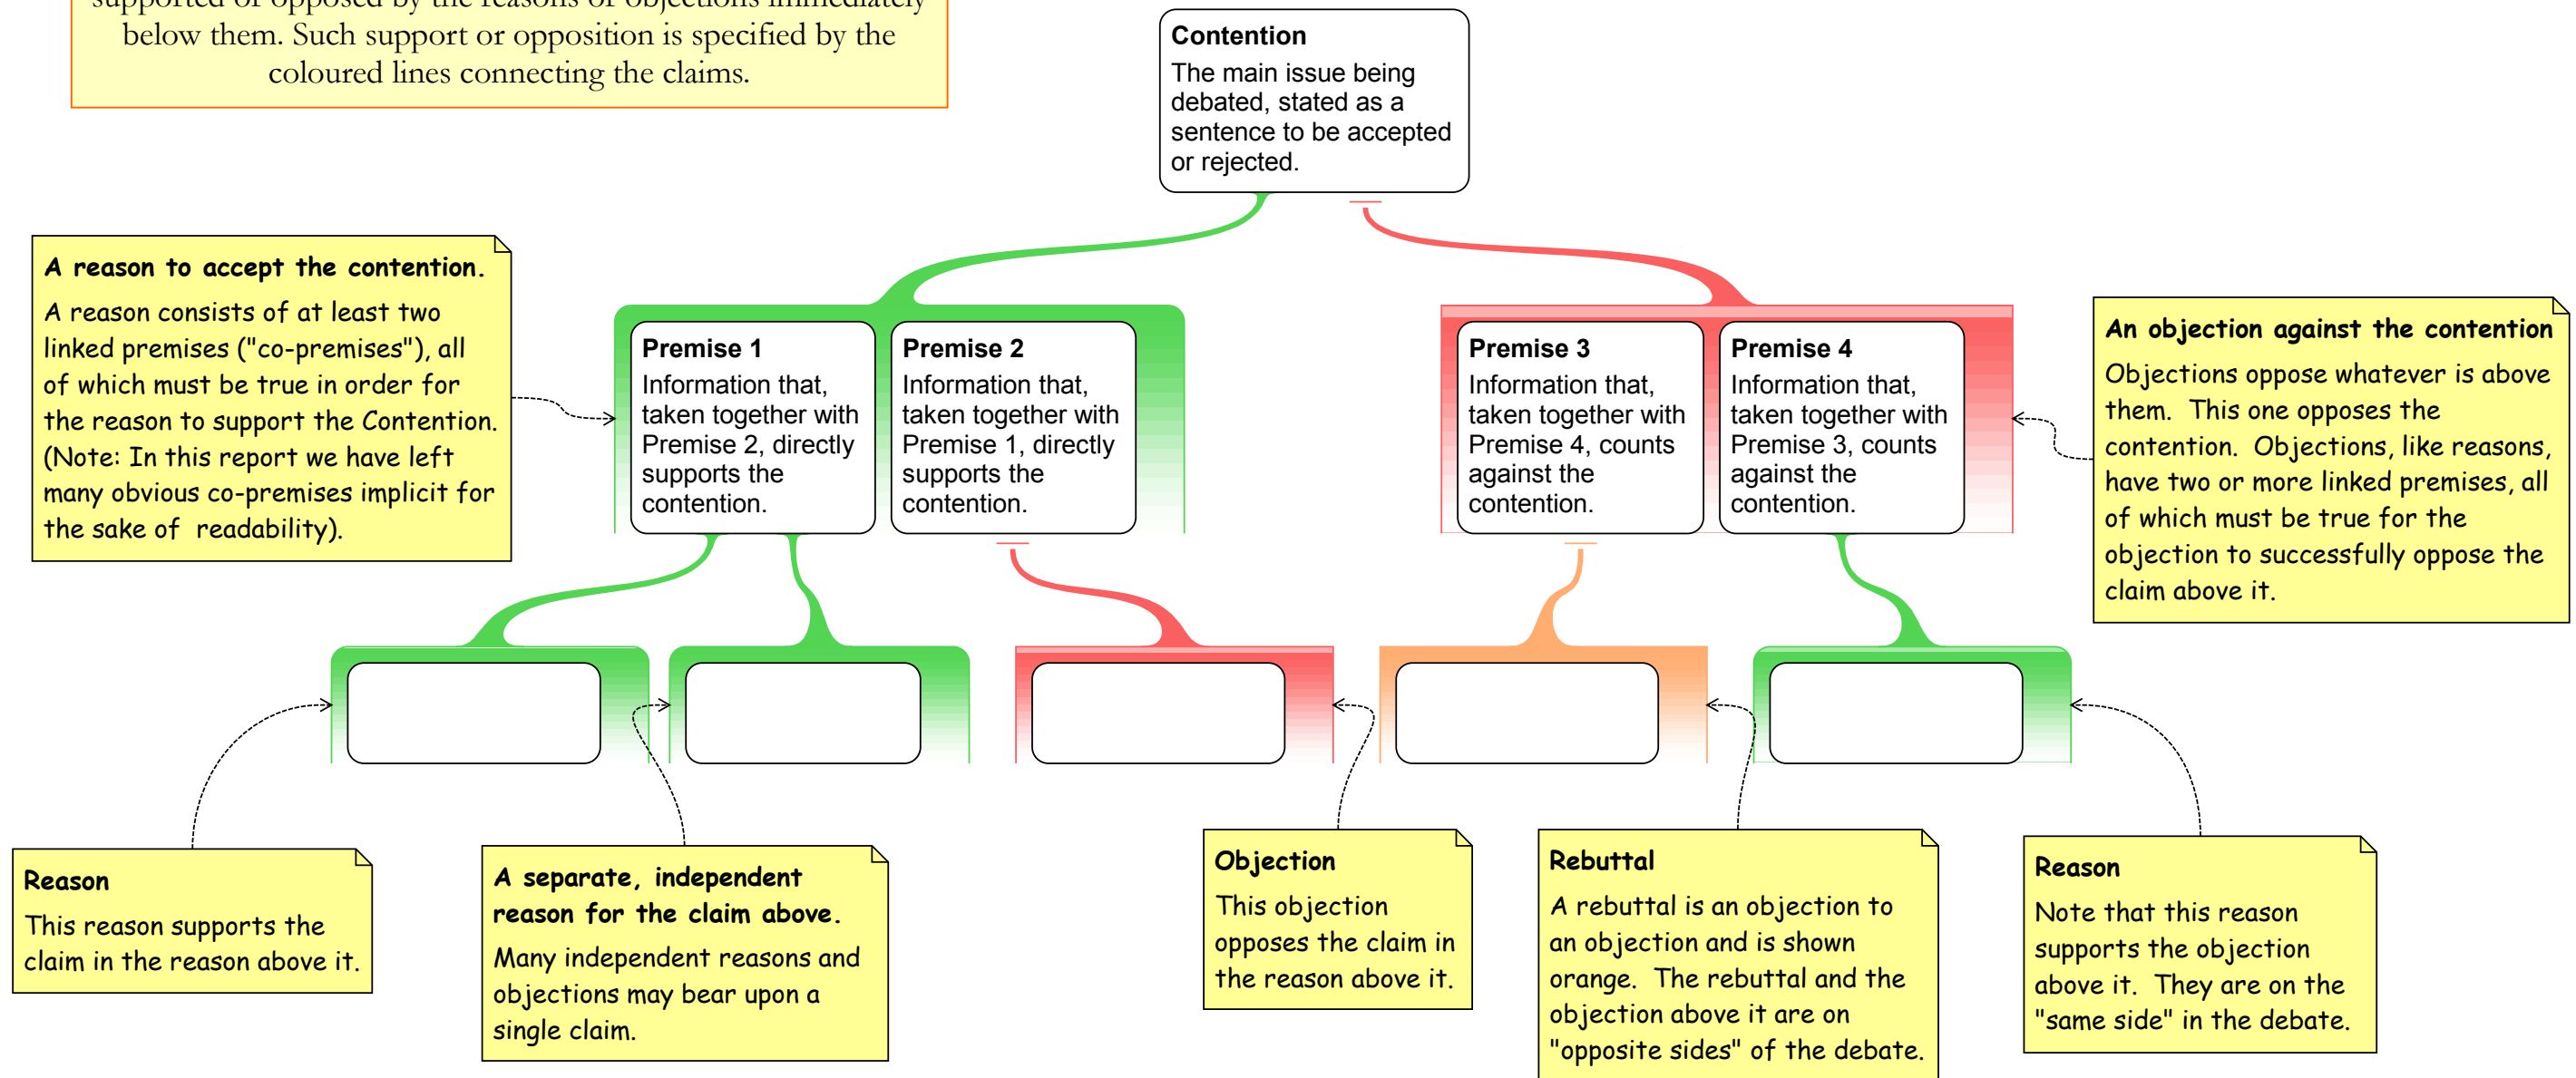 supported or opposed by the reasons or objections immediately
below them. Such support or opposition is specified by the
coloured lines connecting the claims.
Contention
The main issue being
debated, stated as a
sentence to be accepted
or rejected.
A reason to accept the contention.
A reason consists of at least two
linked premises ("co-premises"), all
of which must be true in order for
the reason to support the Contention.
(Note: In this report we have left
many obvious co-premises implicit for
the sake of readability).
Premise 1
Information that,
taken together with
Premise 2, directly
supports the
contention.
Premise 2
Information that,
taken together with
Premise 1, directly
supports the
contention.
Premise 3
Information that,
taken together with
Premise 4, counts
against the
contention.
Premise 4
Information that,
taken together with
Premise 3, counts
against the
contention.
An objection against the contention
Objections oppose whatever is above
them. This one opposes the
contention. Objections, like reasons,
have two or more linked premises, all
of which must be true for the
objection to successfully oppose the
claim above it.
Reason
This reason supports the
claim in the reason above it.
A separate, independent
reason for the claim above.
Many independent reasons and
objections may bear upon a
single claim.
Objection
This objection
opposes the claim in
the reason above it.
Rebuttal
A rebuttal is an objection to
an objection and is shown
orange. The rebuttal and the
objection above it are on
"opposite sides" of the debate.
Reason
Note that this reason
supports the objection
above it. They are on the
"same side" in the debate.